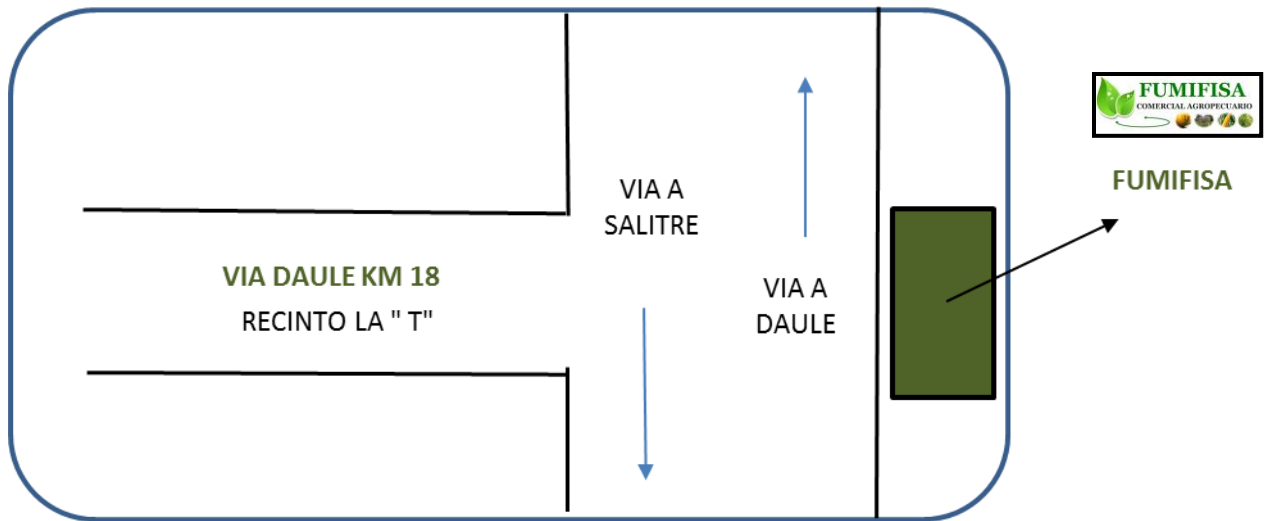 FUMIFISA
COMERCIAL AGROPECUARIO
FUMIFISA
VIA A
SALITRE
VIA DAULE KM 18
RECINTO LA " T"
VIA A
DAULE